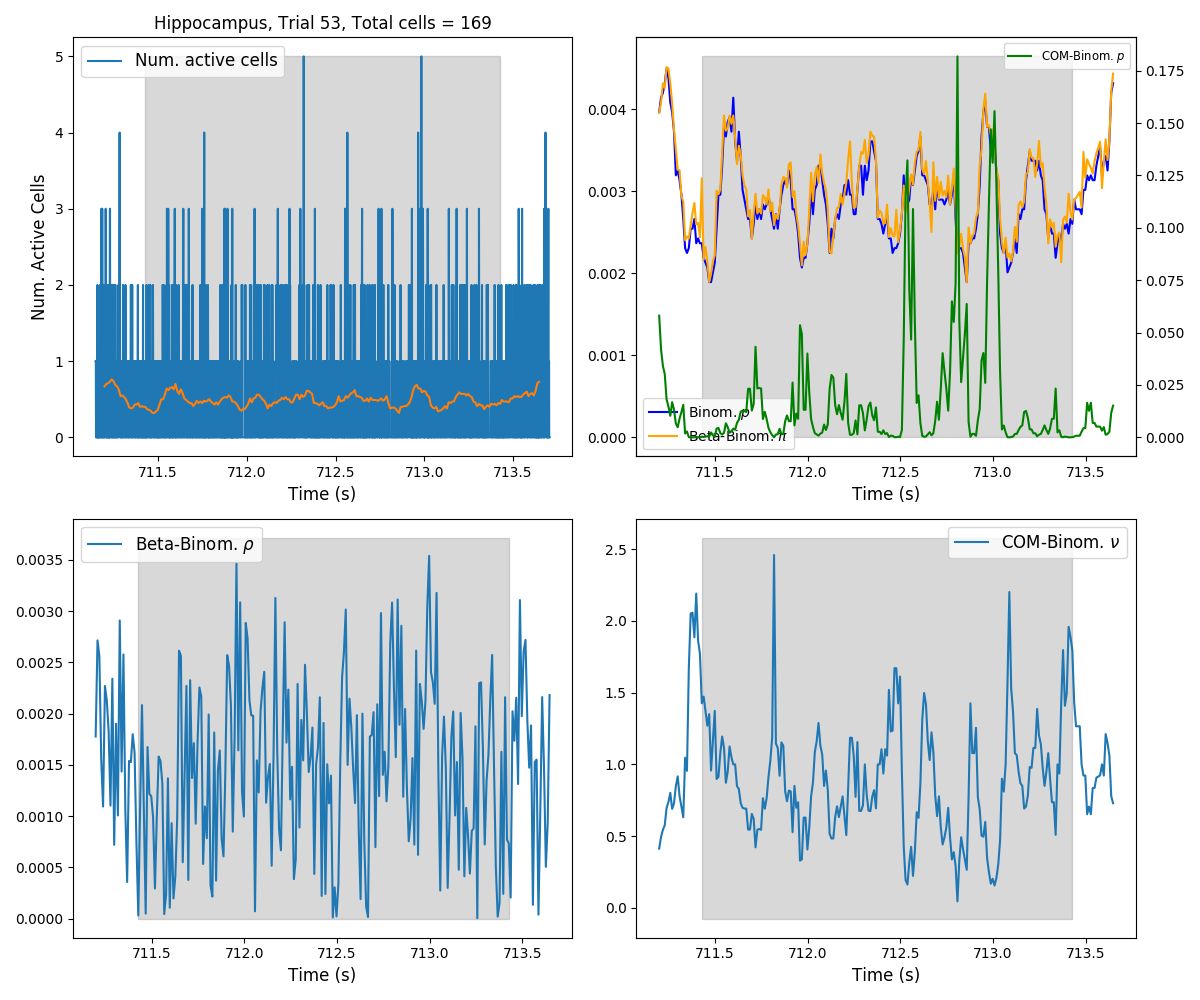 Hippocampus, Trial 53, Total cells = 169
Num. active cells
Num. Active Cells
5
4
3
2
1
0
711.5 712.0 712.5 713.0 713.5
Time (s)
COM-Binom. p
0.004
0.003
0.002
0.001
0.000
0.175
0.150
0.125
0.100
0.075
0.050
0.025
0.000
Binom. p
Beta-Binom. π
711.5 712.0 712.5 713.0 713.5
Time (s)
Beta-Binom. ρ
0.0035
0.0030
0.0025
0.0020
0.0015
0.0010
0.0005
0.0000
711.5 712.0 712.5 713.0 713.5
Time (s)
COM-Binom. ν
2.5
2.0
1.5
1.0
0.5
0.0
711.5 712.0 712.5 713.0 713.5
Time (s)